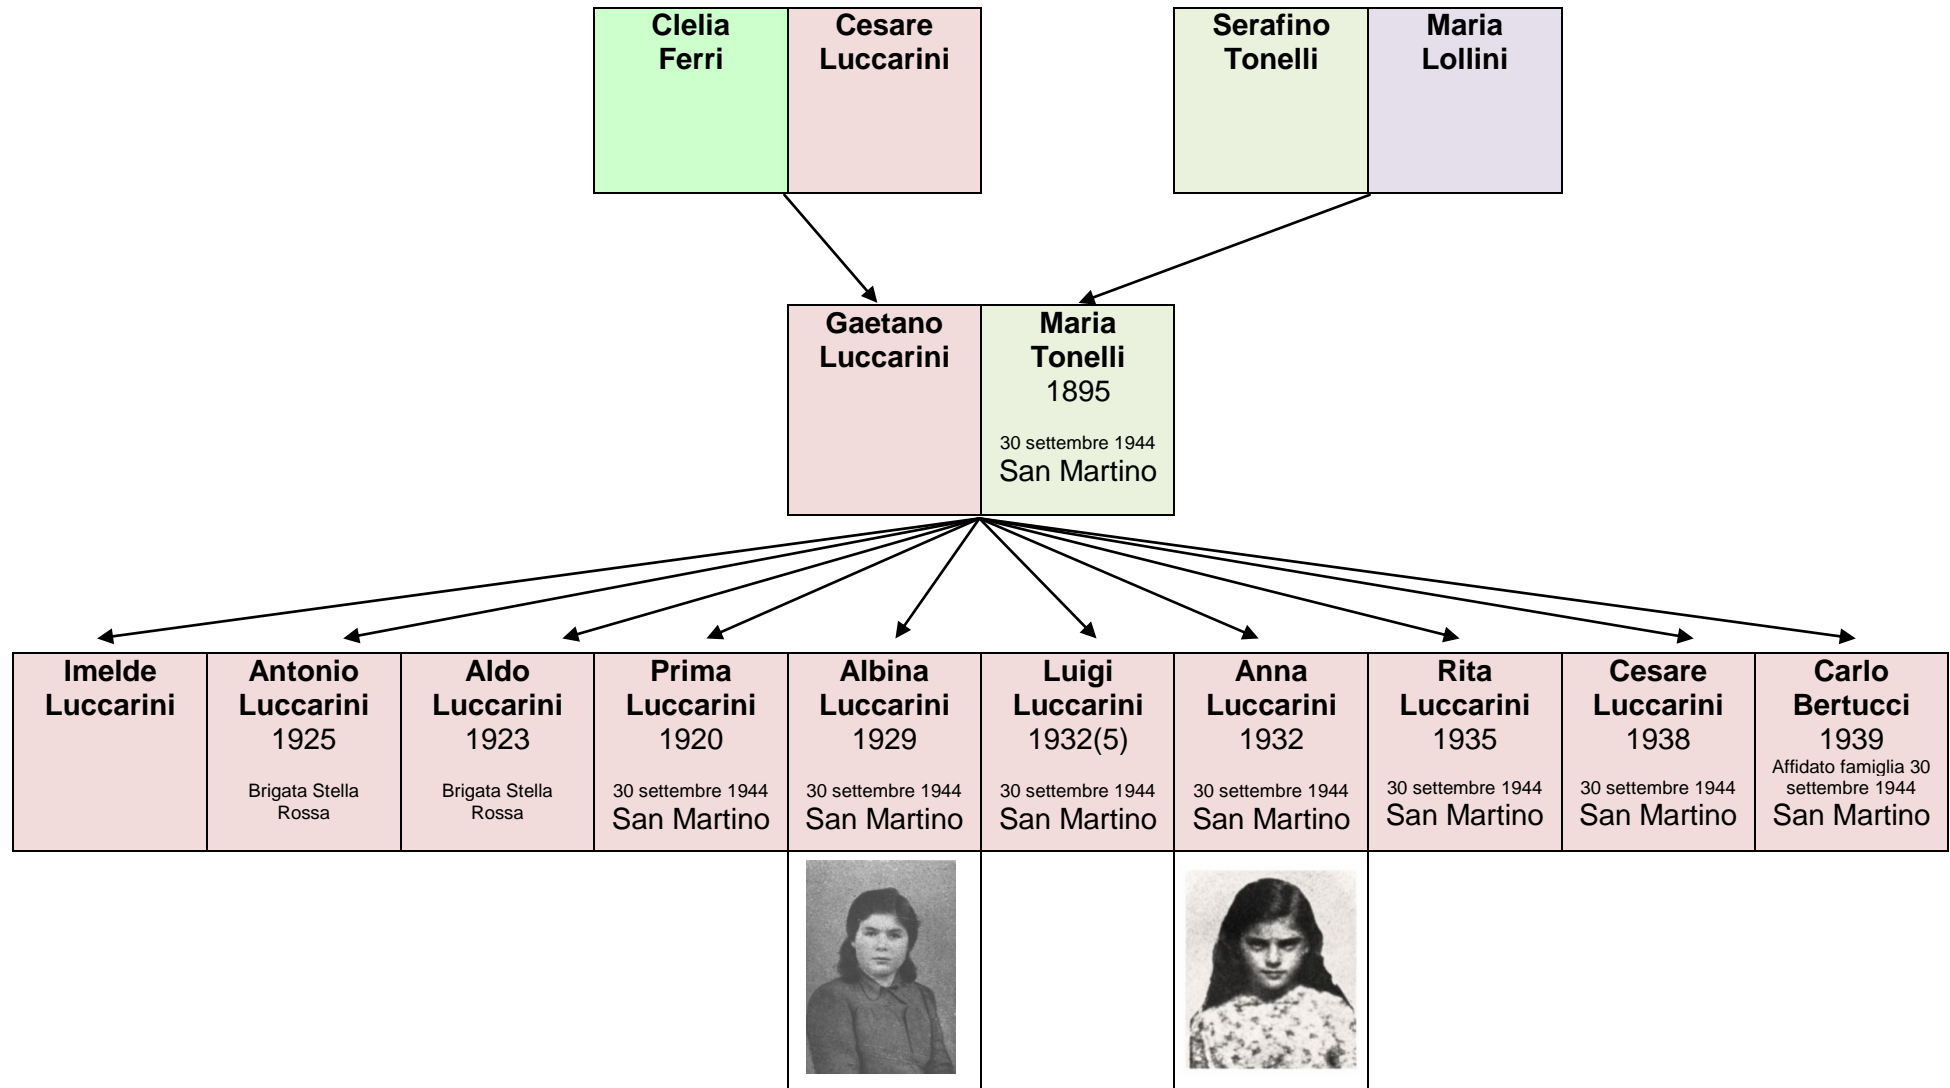 Clelia
Ferri
Cesare
Luccarini
Serafino
Tonelli
Maria
Lollini
Gaetano
Luccarini
Maria
Tonelli
1895
30 settembre 1944
San Martino
Imelde
Luccarini
Antonio
Luccarini
1925
Brigata Stella
Rossa
Aldo
Luccarini
1923
Brigata Stella
Rossa
Prima
Luccarini
1920
30 settembre 1944
San Martino
Albina
Luccarini
1929
30 settembre 1944
San Martino
Luigi
Luccarini
1932(5)
30 settembre 1944
San Martino
Anna
Luccarini
1932
30 settembre 1944
San Martino
Rita
Luccarini
1935
30 settembre 1944
San Martino
Cesare
Luccarini
1938
30 settembre 1944
San Martino
Carlo
Bertucci
1939
Affidato famiglia 30
settembre 1944
San Martino